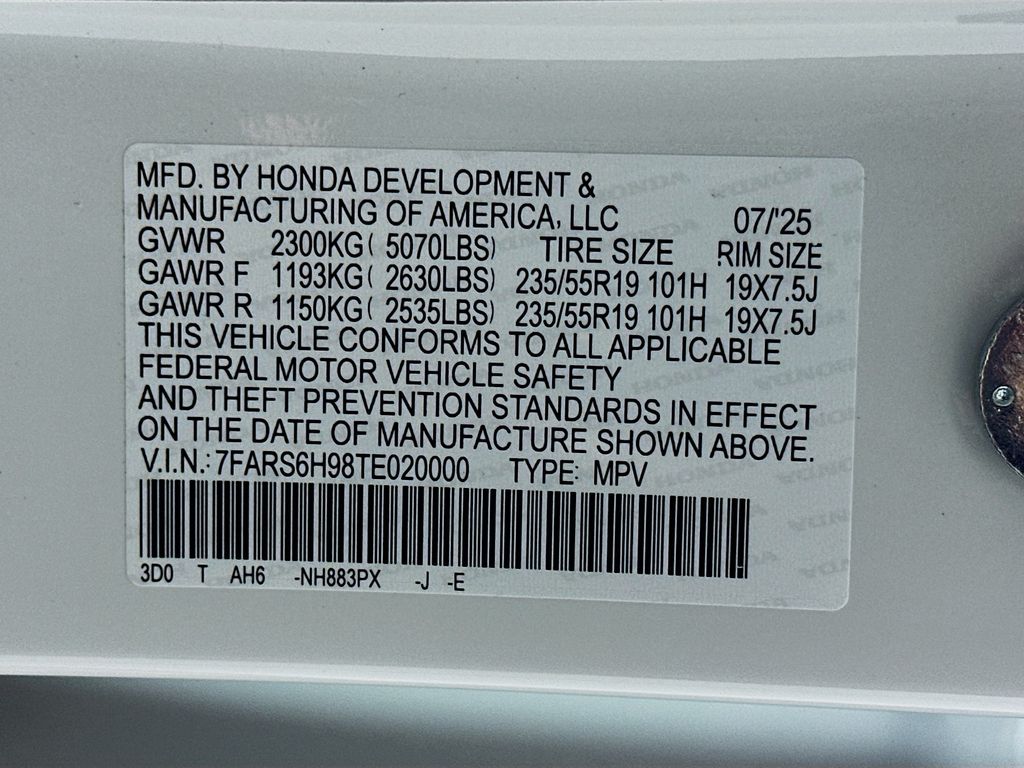 MFD. BY HONDA DEVELOPMENT &
MANUFACTURING OF AMERICA, LLC 07/'25
GVWR 2300KG( 5070LBS) TIRE SIZE RIM SIZE
GAWR F 1193KG( 2630LBS) 235/55R19 101H 19X7.5J
GAWR R 1150KG( 2535LBS) 235/55R19 101H 19X7.5J
THIS VEHICLE CONFORMS TO ALL APPLICABLE
FEDERAL MOTOR VEHICLE SAFETY
AND THEFT PREVENTION STANDARDS IN EFFECT
ON THE DATE OF MANUFACTURE SHOWN ABOVE.
V.I.N.: 7FARS6H98TE020000 TYPE: MPV
3D0 T AH6 -NH883PX -J -E